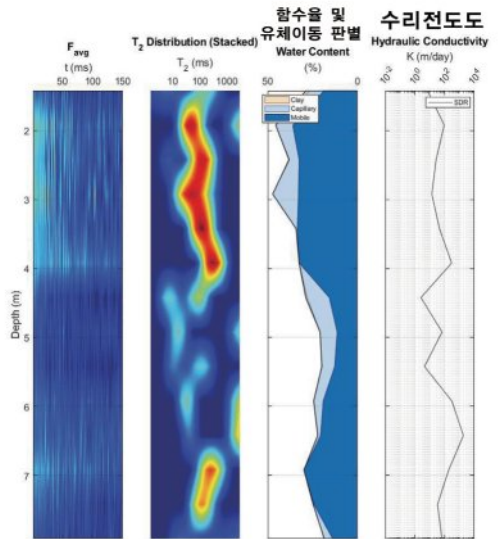 함수율 및
유체이동 판별
수리전도도
F_avg
t (ms)
50 100 150
T_2 Distribution (Stacked)
T_2 (ms)
10 100 1000
Water Content
(%)
50 0
Hydraulic Conductivity
K (m/day)
10^-2 10^0 10^2 10^4
Clay
Capillary
Mobile
SDR
Depth (m)
2
3
4
5
6
7